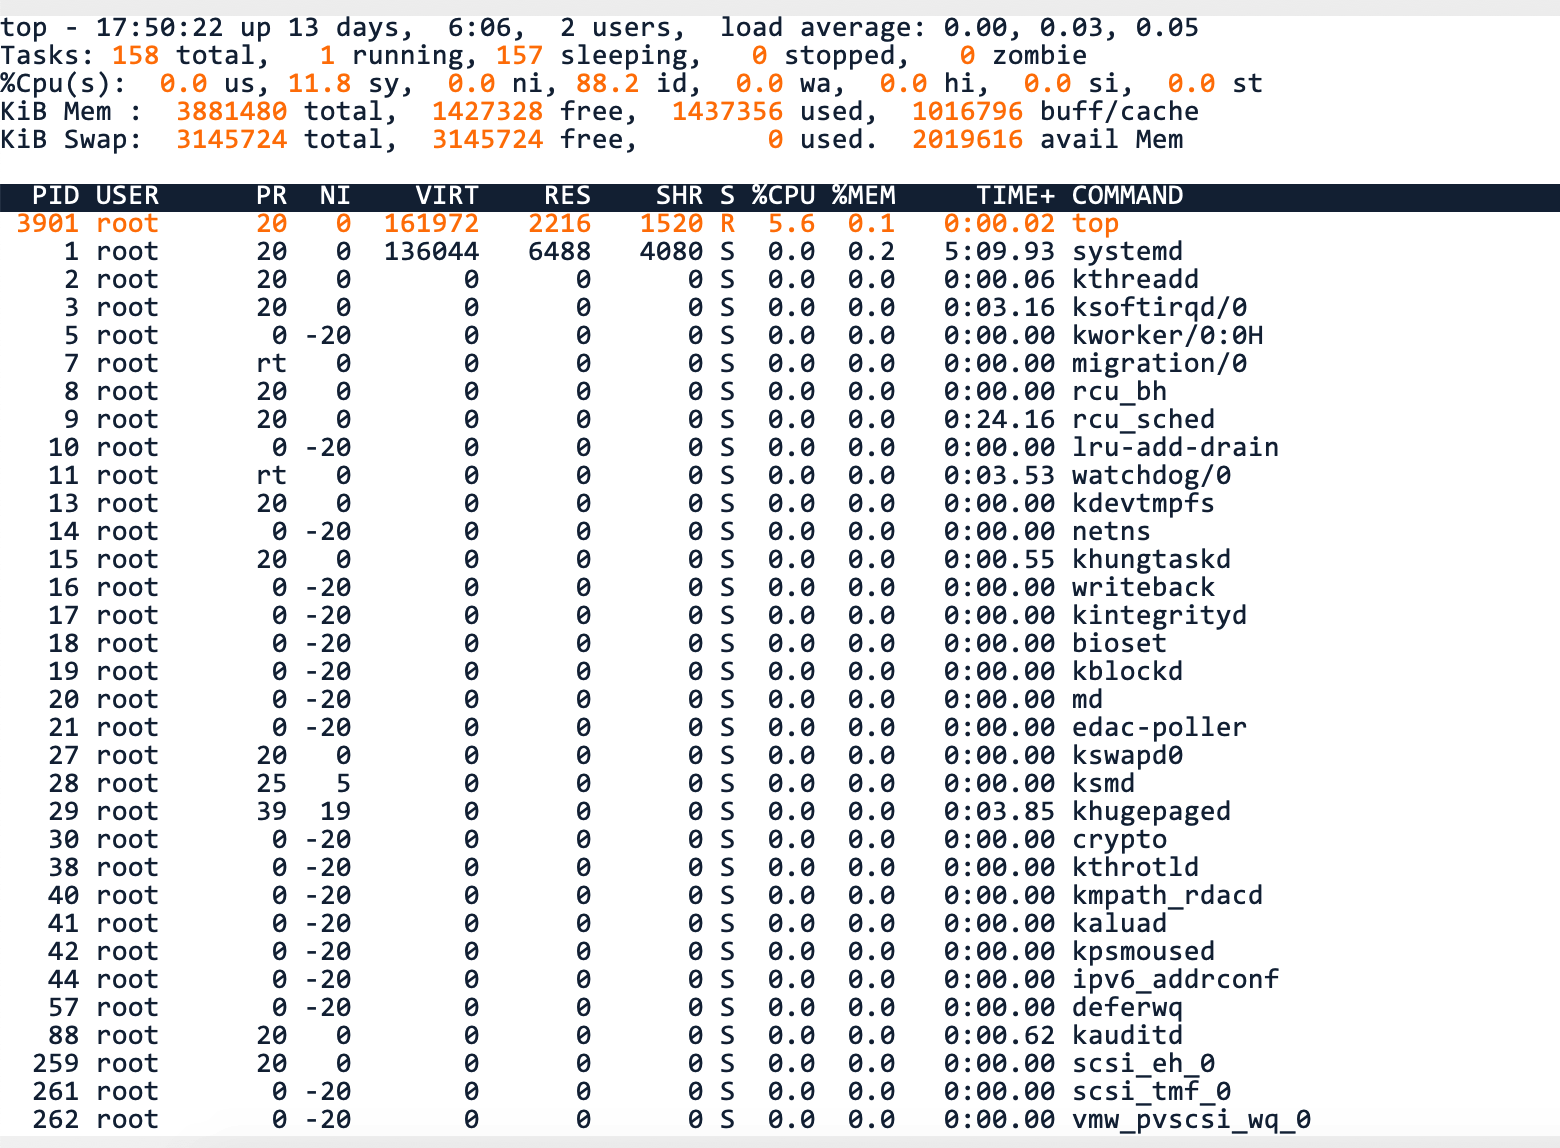 top - 17:50:22 up 13 days,  6:06,  2 users,  load average: 0.00, 0.03, 0.05
Tasks: 158 total,   1 running, 157 sleeping,   0 stopped,   0 zombie
%Cpu(s):  0.0 us, 11.8 sy,  0.0 ni, 88.2 id,  0.0 wa,  0.0 hi,  0.0 si,  0.0 st
KiB Mem :  3881480 total,  1427328 free,  1437356 used,  1016796 buff/cache
KiB Swap:  3145724 total,  3145724 free,        0 used.  2019616 avail Mem
PID USER      PR  NI    VIRT    RES    SHR S %CPU %MEM     TIME+ COMMAND
3901 root      20   0  161972   2216   1520 R  5.6  0.1   0:00.02 top
1 root      20   0  136044   6488   4080 S  0.0  0.2   5:09.93 systemd
2 root      20   0       0      0      0 S  0.0  0.0   0:00.06 kthreadd
3 root      20   0       0      0      0 S  0.0  0.0   0:03.16 ksoftirqd/0
5 root       0 -20       0      0      0 S  0.0  0.0   0:00.00 kworker/0:0H
7 root      rt   0       0      0      0 S  0.0  0.0   0:00.00 migration/0
8 root      20   0       0      0      0 S  0.0  0.0   0:00.00 rcu_bh
9 root      20   0       0      0      0 S  0.0  0.0   0:24.16 rcu_sched
10 root       0 -20       0      0      0 S  0.0  0.0   0:00.00 lru-add-drain
11 root      rt   0       0      0      0 S  0.0  0.0   0:03.53 watchdog/0
13 root      20   0       0      0      0 S  0.0  0.0   0:00.00 kdevtmpfs
14 root       0 -20       0      0      0 S  0.0  0.0   0:00.00 netns
15 root      20   0       0      0      0 S  0.0  0.0   0:00.55 khungtaskd
16 root       0 -20       0      0      0 S  0.0  0.0   0:00.00 writeback
17 root       0 -20       0      0      0 S  0.0  0.0   0:00.00 kintegrityd
18 root       0 -20       0      0      0 S  0.0  0.0   0:00.00 bioset
19 root       0 -20       0      0      0 S  0.0  0.0   0:00.00 kblockd
20 root       0 -20       0      0      0 S  0.0  0.0   0:00.00 md
21 root       0 -20       0      0      0 S  0.0  0.0   0:00.00 edac-poller
27 root      20   0       0      0      0 S  0.0  0.0   0:00.00 kswapd0
28 root      25   5       0      0      0 S  0.0  0.0   0:00.00 ksmd
29 root      39  19       0      0      0 S  0.0  0.0   0:03.85 khugepaged
30 root       0 -20       0      0      0 S  0.0  0.0   0:00.00 crypto
38 root       0 -20       0      0      0 S  0.0  0.0   0:00.00 kthrotld
40 root       0 -20       0      0      0 S  0.0  0.0   0:00.00 kmpath_rdacd
41 root       0 -20       0      0      0 S  0.0  0.0   0:00.00 kaluad
42 root       0 -20       0      0      0 S  0.0  0.0   0:00.00 kpsmoused
44 root       0 -20       0      0      0 S  0.0  0.0   0:00.00 ipv6_addrconf
57 root       0 -20       0      0      0 S  0.0  0.0   0:00.00 deferwq
88 root      20   0       0      0      0 S  0.0  0.0   0:00.62 kauditd
259 root      20   0       0      0      0 S  0.0  0.0   0:00.00 scsi_eh_0
261 root       0 -20       0      0      0 S  0.0  0.0   0:00.00 scsi_tmf_0
262 root       0 -20       0      0      0 S  0.0  0.0   0:00.00 vmw_pvscsi_wq_0